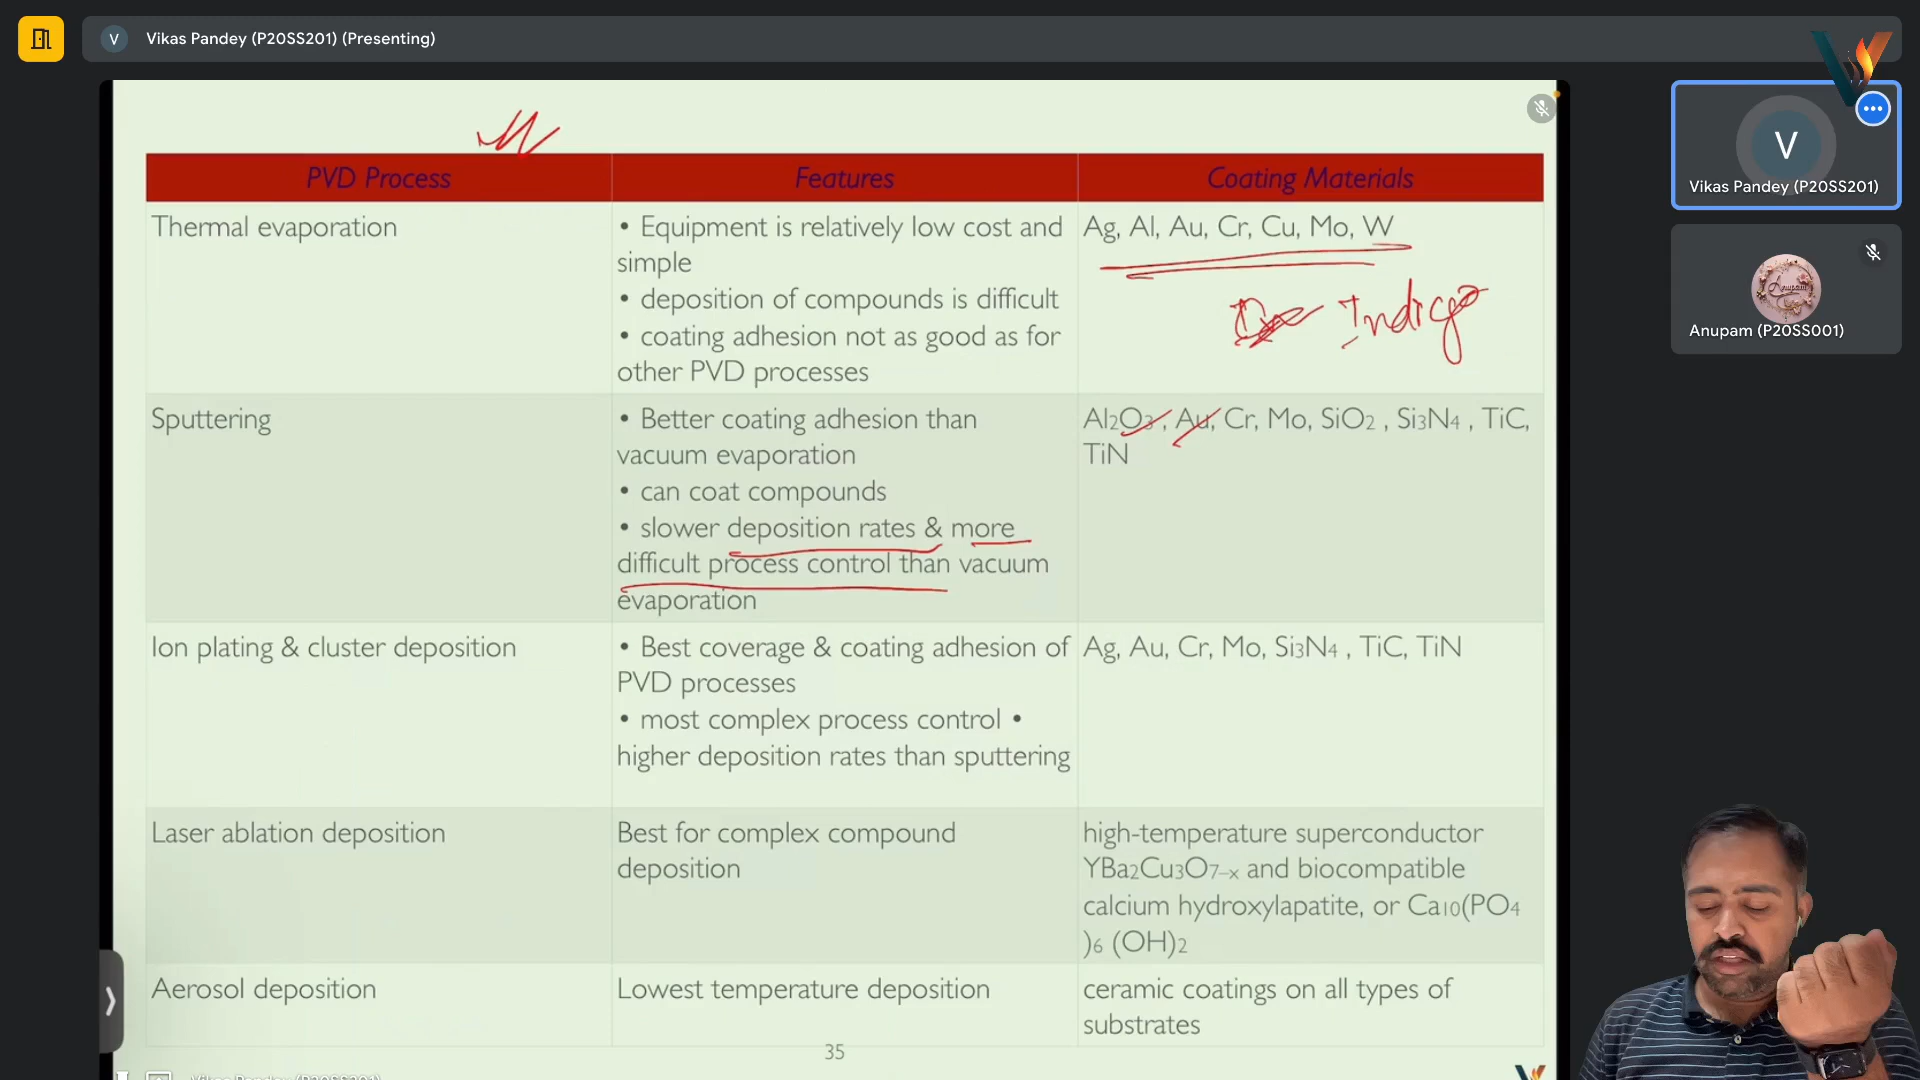 V Vikas Pandey (P20SS201) (Presenting)
PVD Process Features Coating Materials
Thermal evaporation
• Equipment is relatively low cost and
simple
• deposition of compounds is difficult
• coating adhesion not as good as for
other PVD processes
Ag, Al, Au, Cr, Cu, Mo, W
Indigo
Sputtering
• Better coating adhesion than
vacuum evaporation
• can coat compounds
• slower deposition rates & more
difficult process control than vacuum
evaporation
Al2O3 , Au, Cr, Mo, SiO2 , Si3N4 , TiC,
TiN
Ion plating & cluster deposition
• Best coverage & coating adhesion of
PVD processes
• most complex process control •
higher deposition rates than sputtering
Ag, Au, Cr, Mo, Si3N4 , TiC, TiN
Laser ablation deposition
Best for complex compound
deposition
high-temperature superconductor
YBa2Cu3O7–x and biocompatible
calcium hydroxylapatite, or Ca10(PO4
)6 (OH)2
Aerosol deposition
Lowest temperature deposition
ceramic coatings on all types of
substrates
35
V
Vikas Pandey (P20SS201)
Anupam
Anupam (P20SS001)
Vikas Pandey (P20SS201)